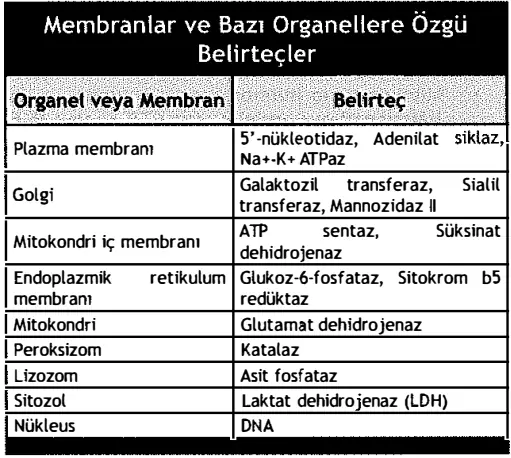 Membranlar ve Bazı Organellere Özgü
Belirteçler
Organel veya Membran Belirteç
Plazma membranı 5'-nükleotidaz, Adenilat siklaz,
Na+-K+ ATPaz
Golgi Galaktozil transferaz, Sialil
transferaz, Mannozidaz II
Mitokondri iç membranı ATP sentaz, Süksinat
dehidrojenaz
Endoplazmik retikulum Glukoz-6-fosfataz, Sitokrom b5
membranı redüktaz
Mitokondri Glutamat dehidrojenaz
Peroksizom Katalaz
Lizozom Asit fosfataz
Sitozol Laktat dehidrojenaz (LDH)
Nükleus DNA